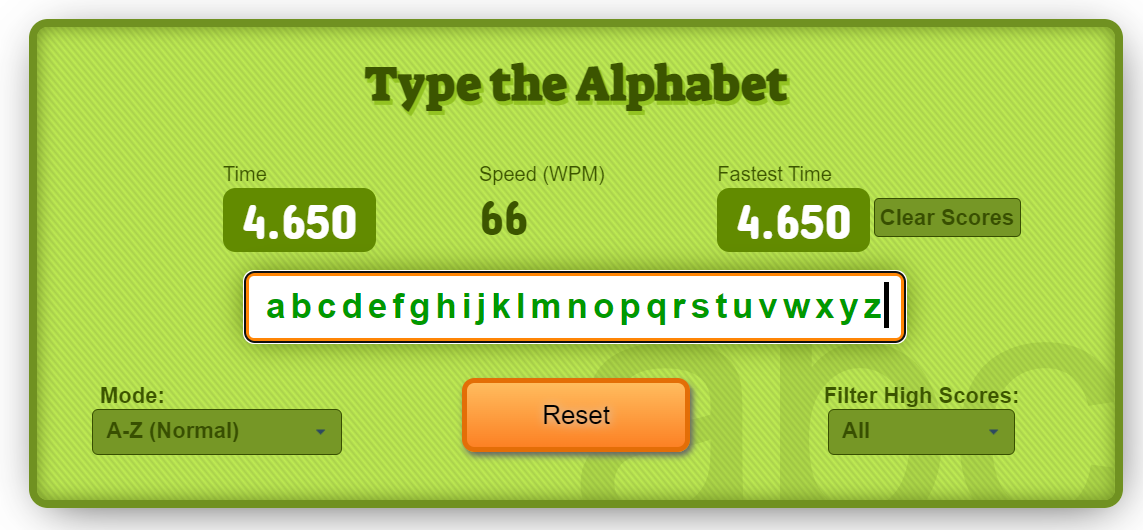 Type the Alphabet
Time
Speed (WPM)
Fastest Time
4.650
66
4.650
Clear Scores
abcdefghijklmnopqrstuvwxyz
Mode:
A-Z (Normal)
Reset
Filter High Scores:
All
abc